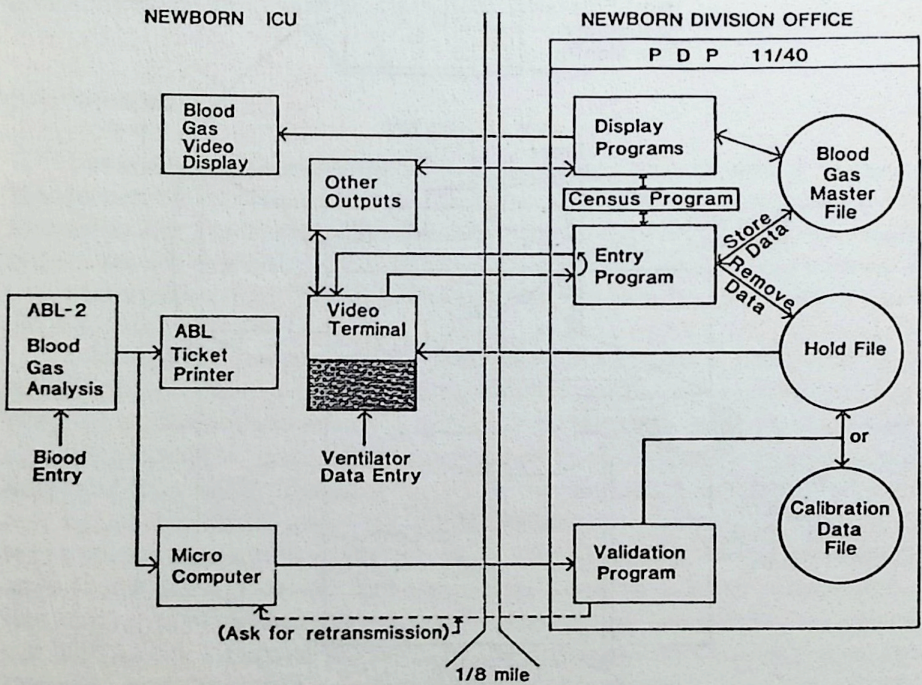 NEWBORN ICU
NEWBORN DIVISION OFFICE
P D P 11/40
Blood
Gas
Video
Display
Display
Programs
Blood
Gas
Master
File
Other
Outputs
Census Program
Store
Data
Entry
Program
Remove
Data
ABL-2
Blood
Gas
Analysis
ABL
Ticket
Printer
Video
Terminal
Hold File
or
Biood
Entry
Ventilator
Data Entry
Calibration
Data
File
Micro
Computer
Validation
Program
(Ask for retransmission)
1/8 mile